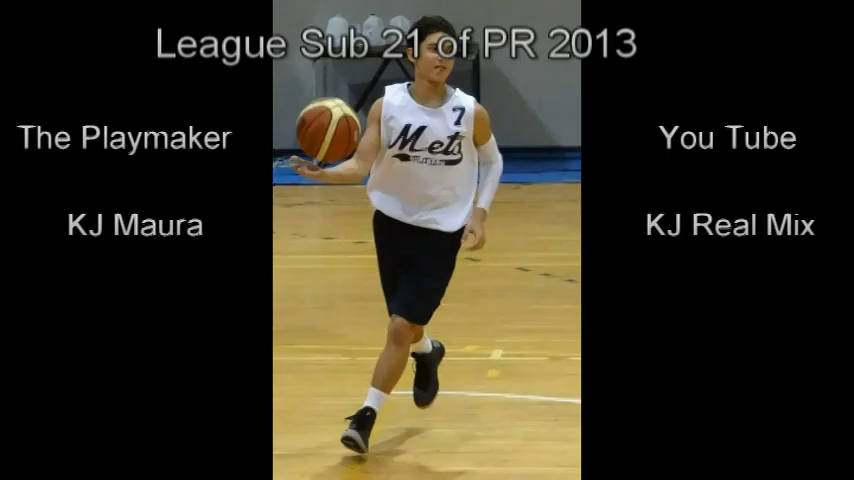 League Sub 21 of PR 2013
The Playmaker
You Tube
KJ Maura
KJ Real Mix
7
Mets